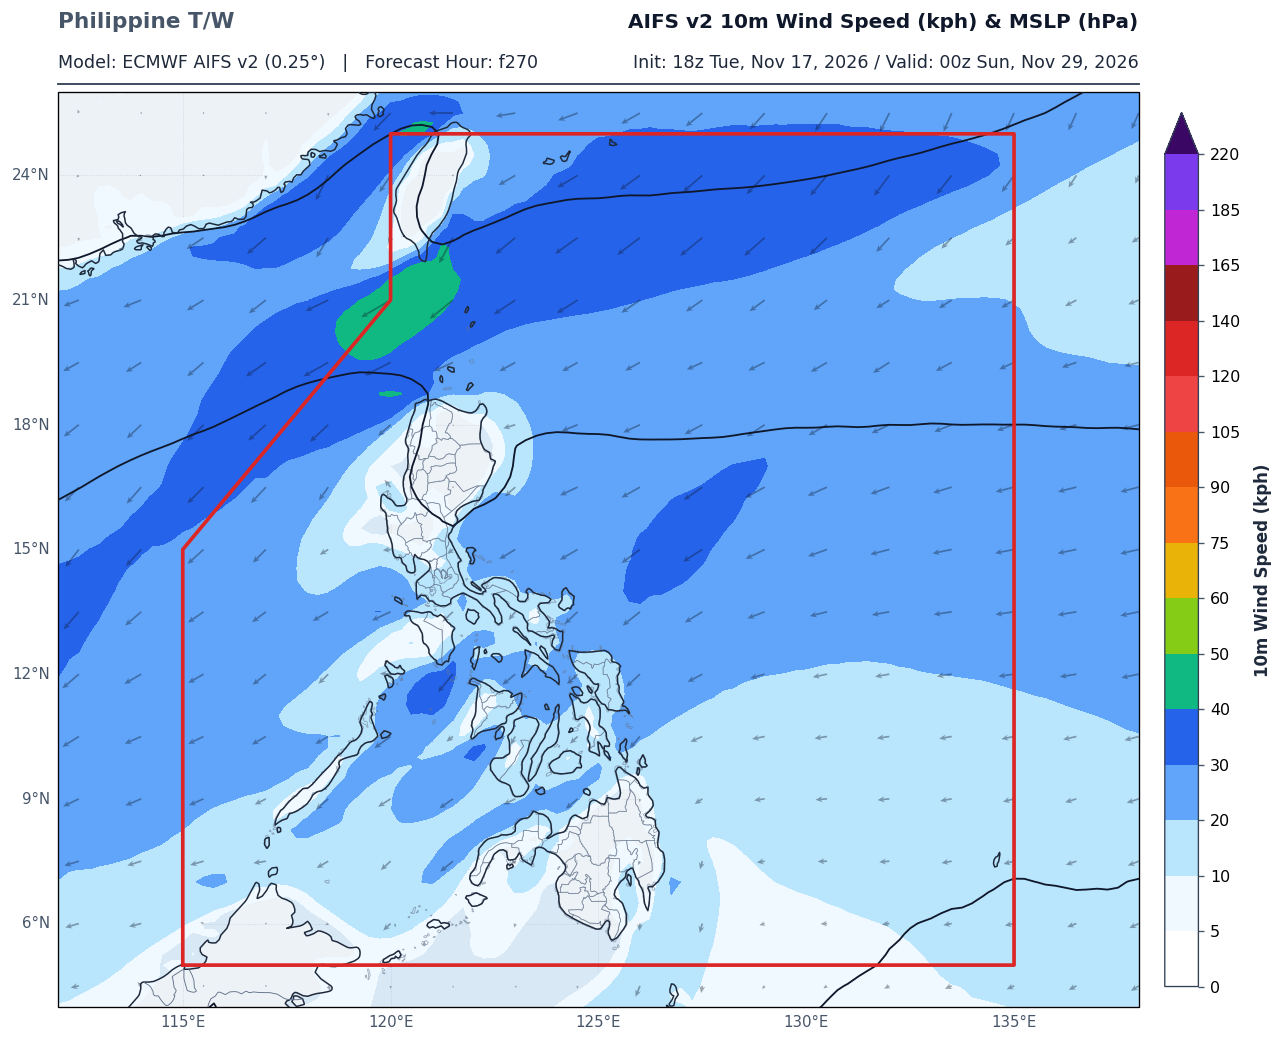 Philippine T/W
AIFS v2 10m Wind Speed (kph) & MSLP (hPa)
Model: ECMWF AIFS v2 (0.25°) | Forecast Hour: f270
Init: 18z Tue, Nov 17, 2026 / Valid: 00z Sun, Nov 29, 2026
24°N
21°N
18°N
15°N
12°N
9°N
6°N
115°E
120°E
125°E
130°E
135°E
220
185
165
140
120
105
90
75
60
50
40
30
20
10
5
0
10m Wind Speed (kph)